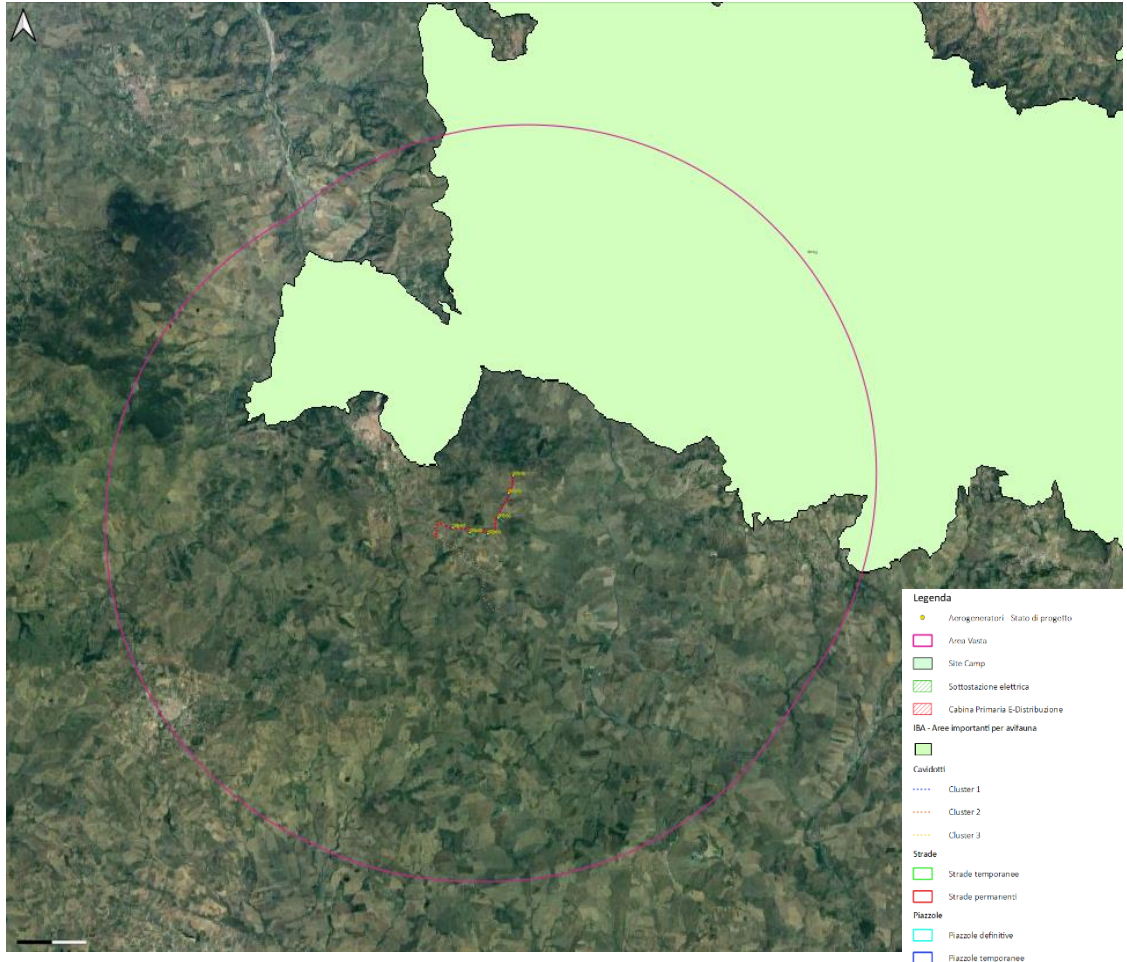 Legenda
Aerogeneratori - Stato di progetto
Area Vasta
Site Camp
Sottostazione elettrica
Cabina Primaria E-Distribuzione
IBA - Aree importanti per avifauna
Cavidotti
Cluster 1
Cluster 2
Cluster 3
Strade
Strade temporanee
Strade permanenti
Piazzole
Piazzole definitive
Piazzole temporanee